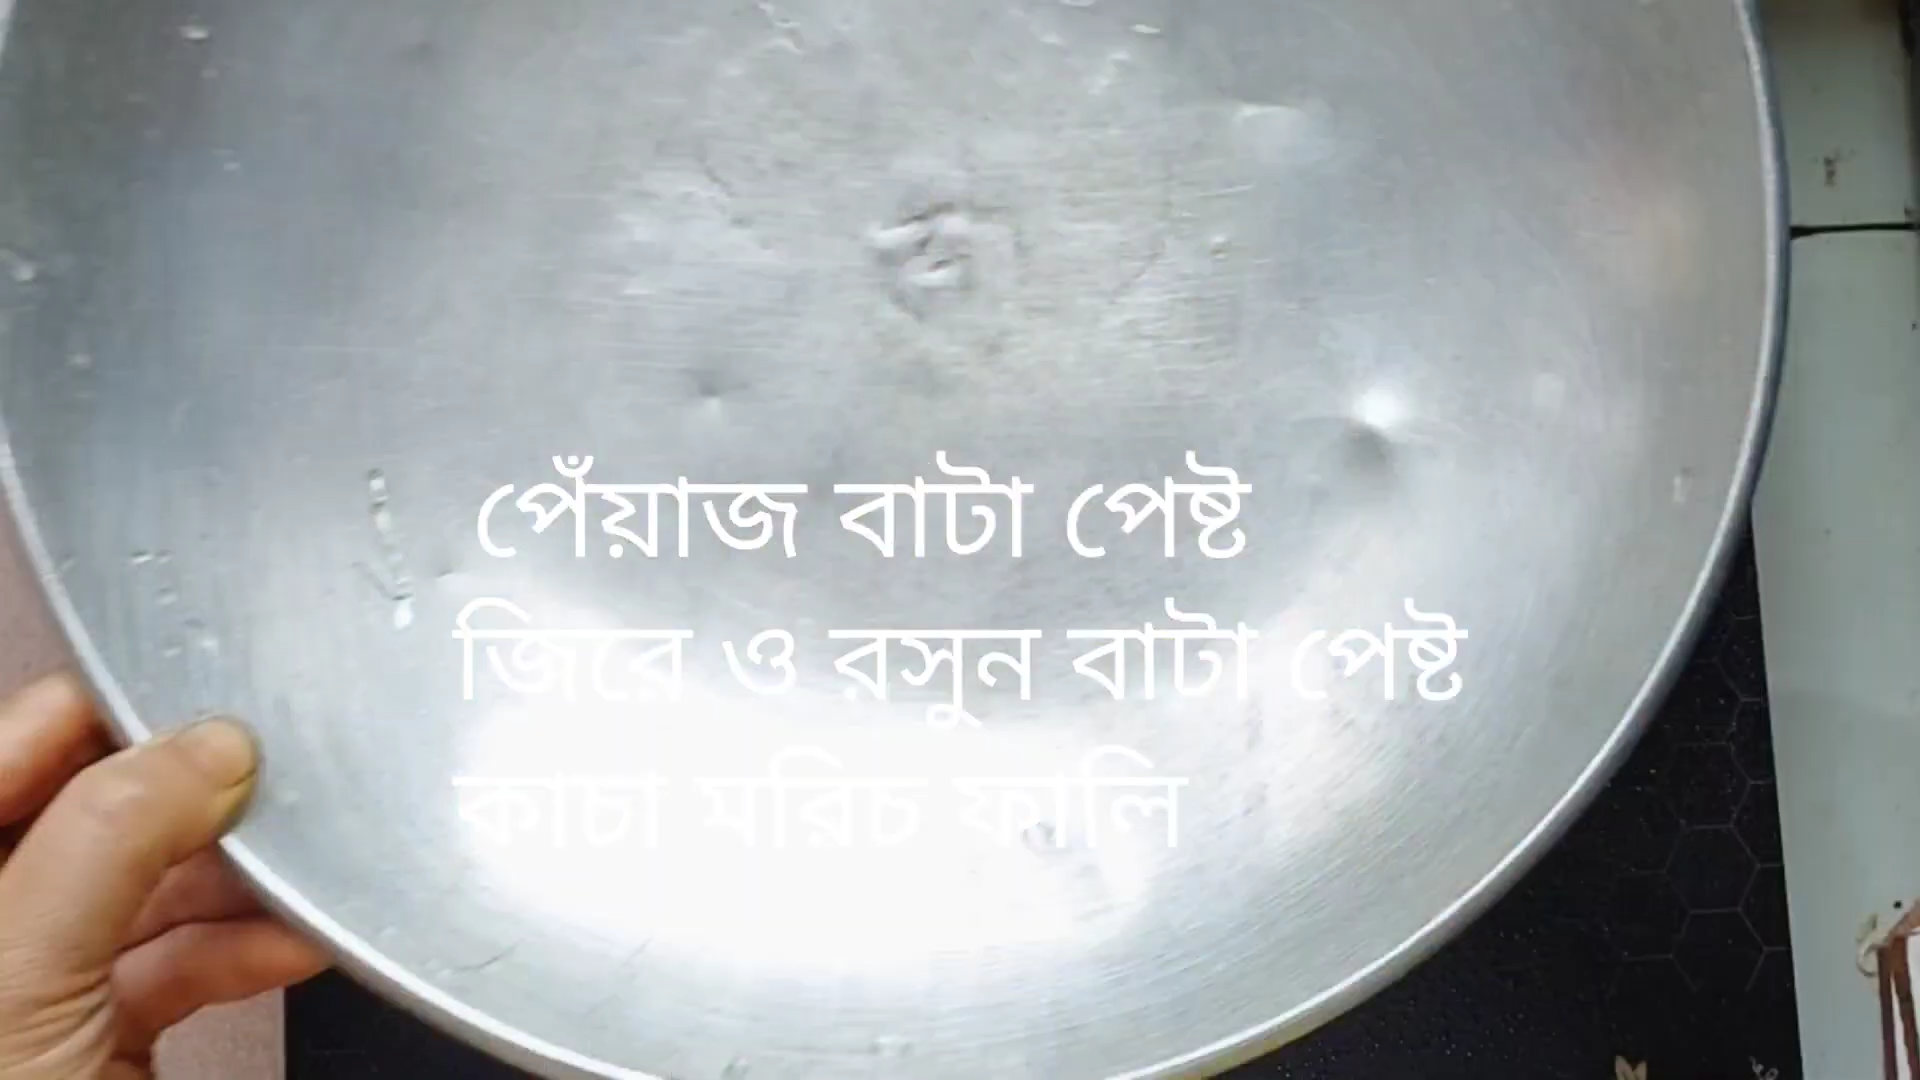 পেঁয়াজ বাটা পেষ্ট
জিরে ও রসুন বাটা পেষ্ট
কাচা মরিচ ফালি